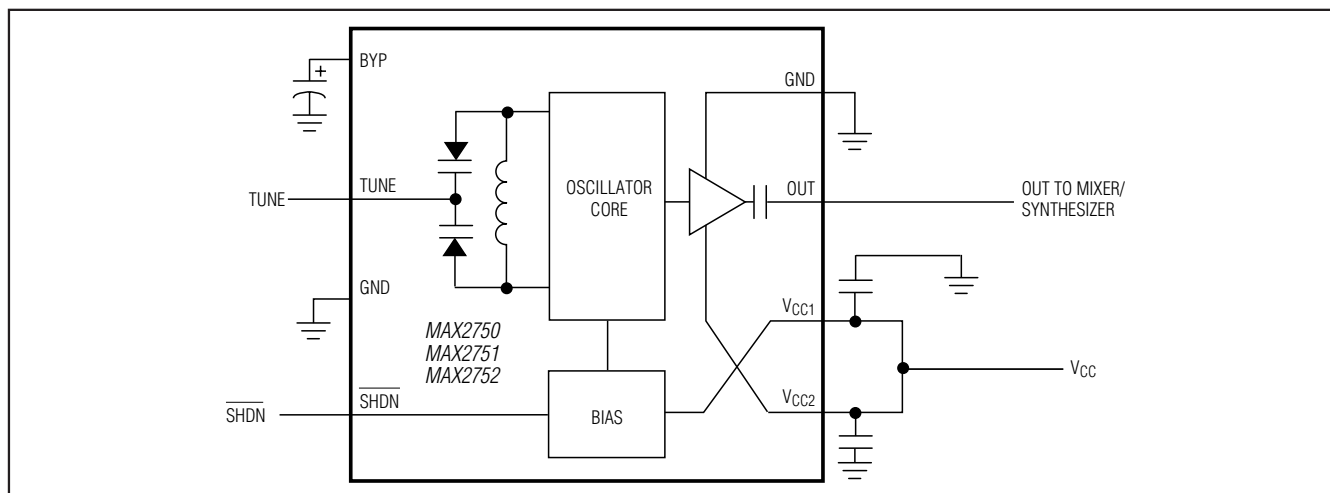 BYP
+
GND
TUNE
TUNE
OSCILLATOR
CORE
OUT
OUT TO MIXER/
SYNTHESIZER
GND
MAX2750
MAX2751
MAX2752
VCC1
VCC
SHDN
SHDN
BIAS
VCC2